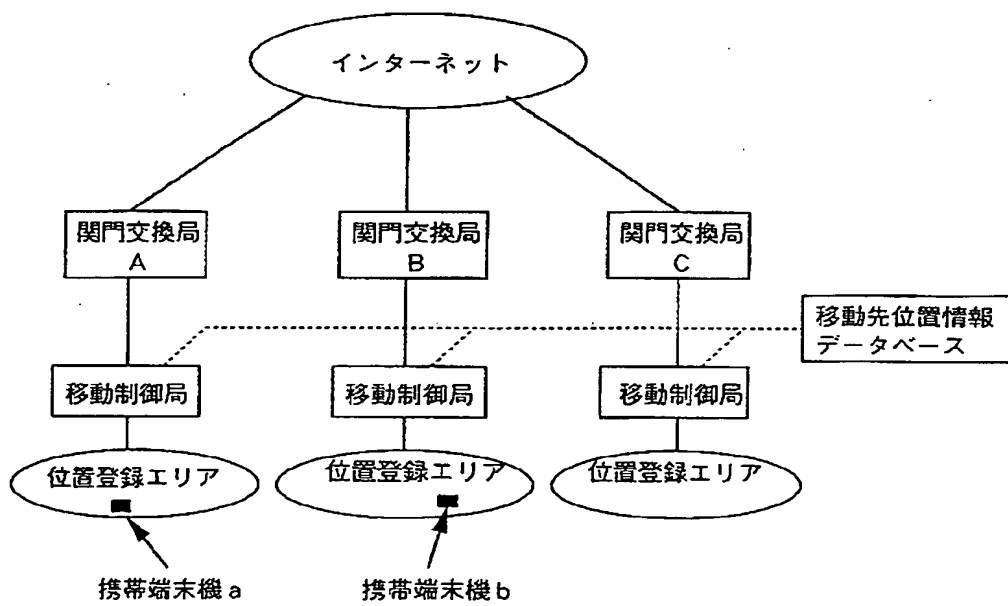 インターネット
関門交換局
A
関門交換局
B
関門交換局
C
移動先位置情報
データベース
移動制御局
移動制御局
移動制御局
位置登録エリア
位置登録エリア
位置登録エリア
携帯端末機a
携帯端末機b